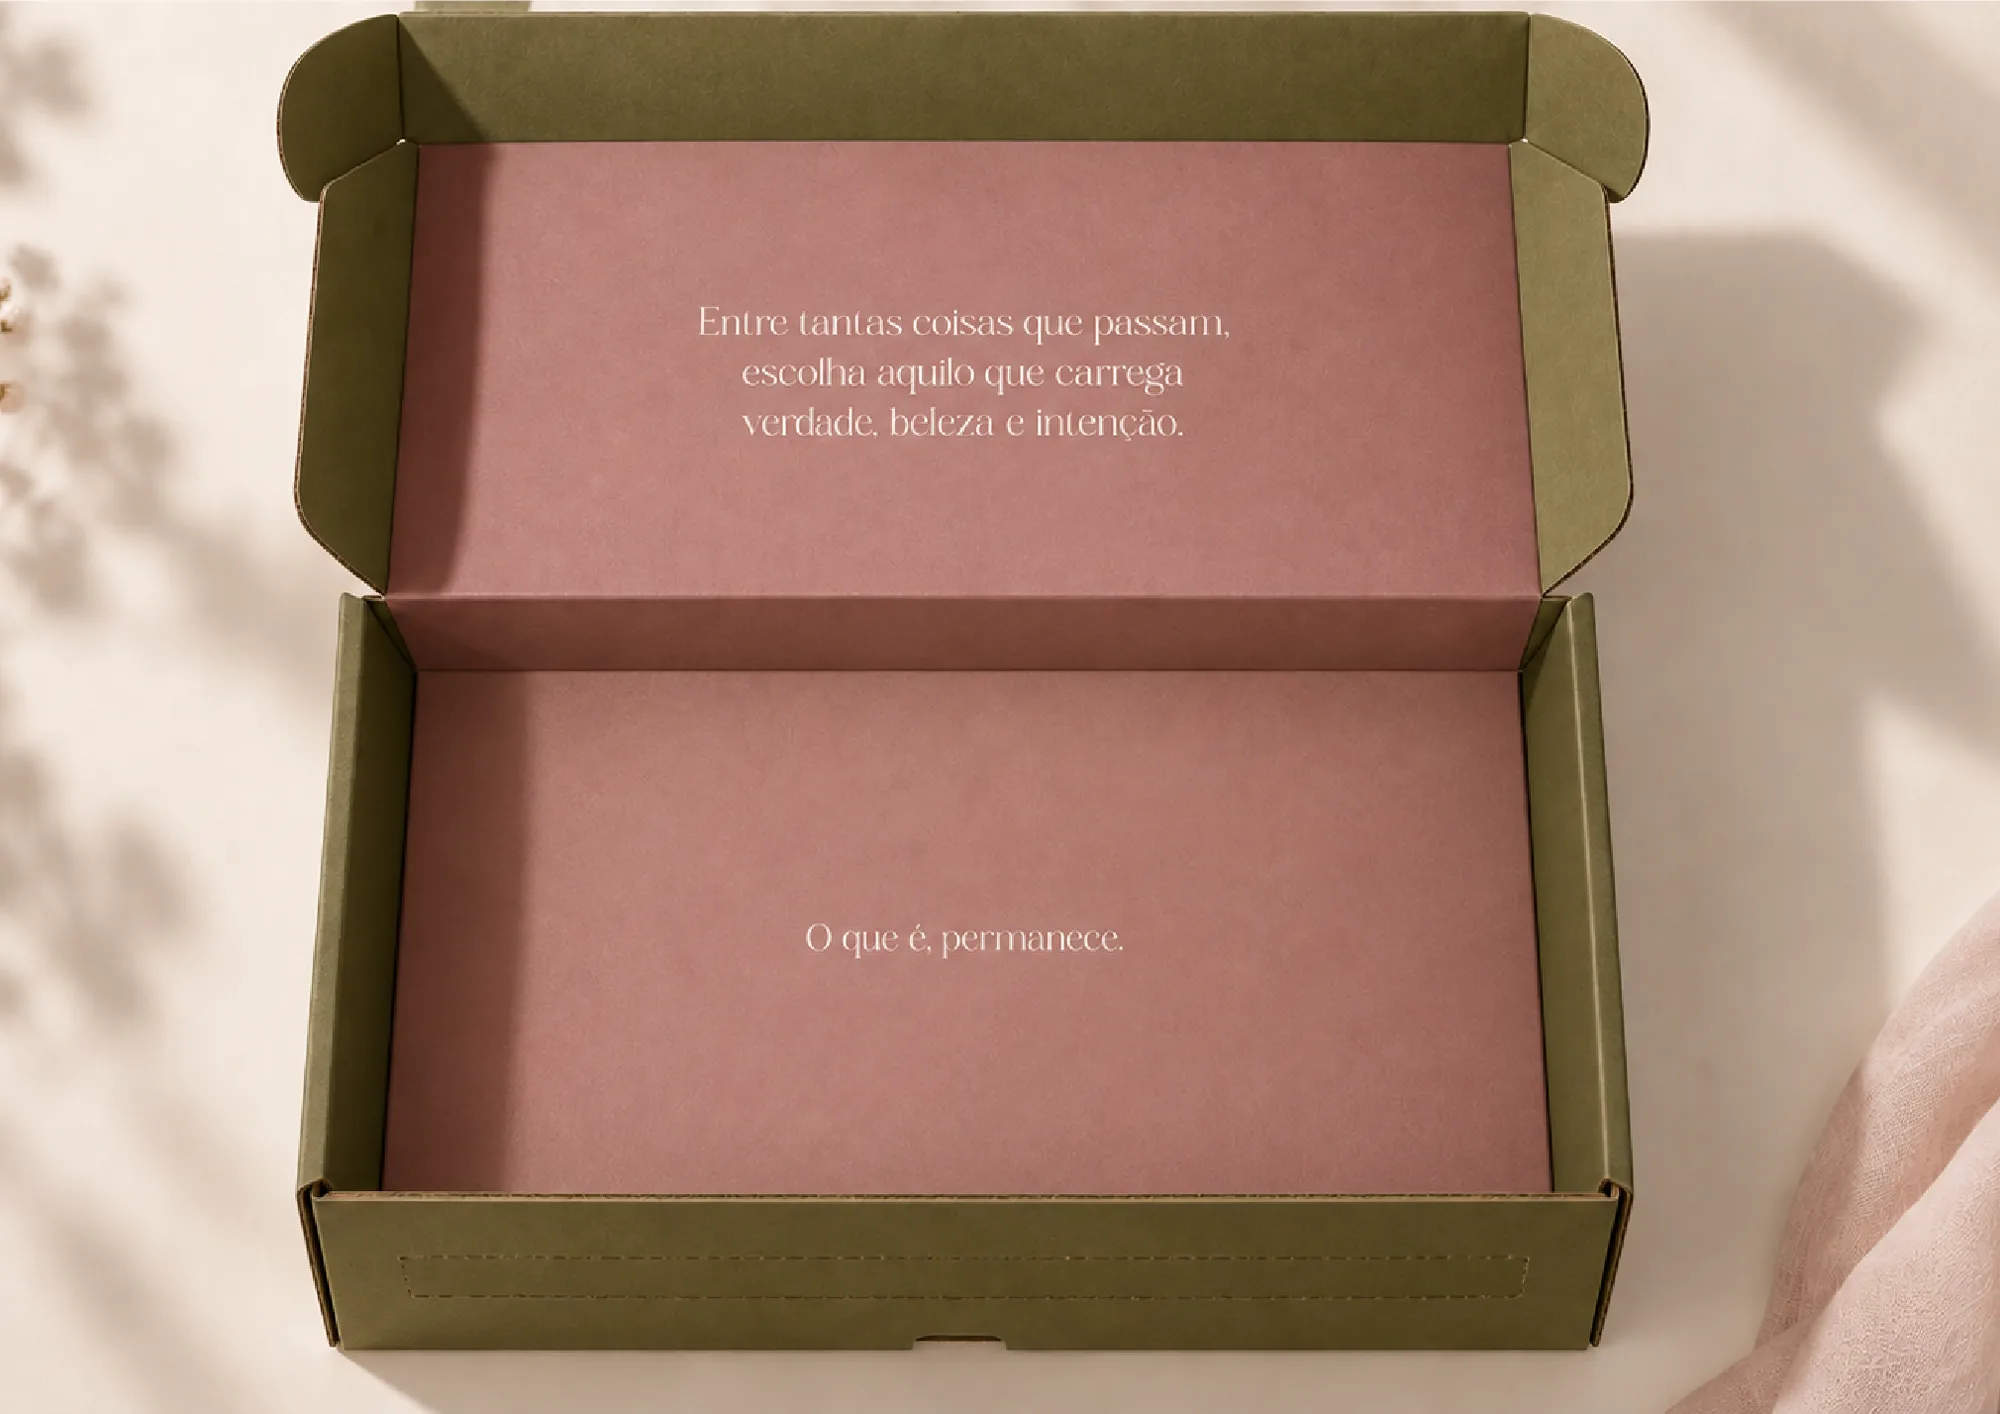 Entre tantas coisas que passam,
escolha aquilo que carrega
verdade, beleza e intenção.
O que é, permanece.